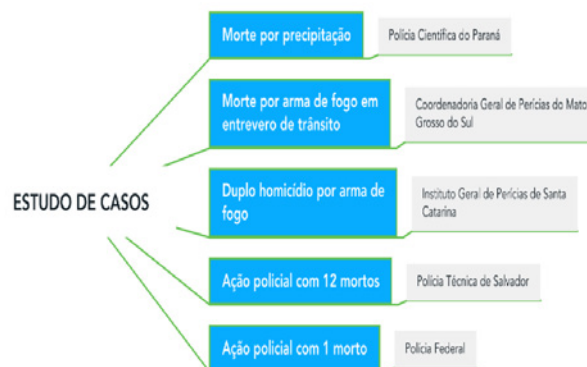 Morte por precipitação
Polícia Científica do Paraná
Morte por arma de fogo em
entrevero de trânsito
Coordenadoria Geral de Perícias do Mato
Grosso do Sul
ESTUDO DE CASOS
Duplo homicídio por arma de
fogo
Instituto Geral de Perícias de Santa
Catarina
Ação policial com 12 mortos
Polícia Técnica de Salvador
Ação policial com 1 morto
Polícia Federal